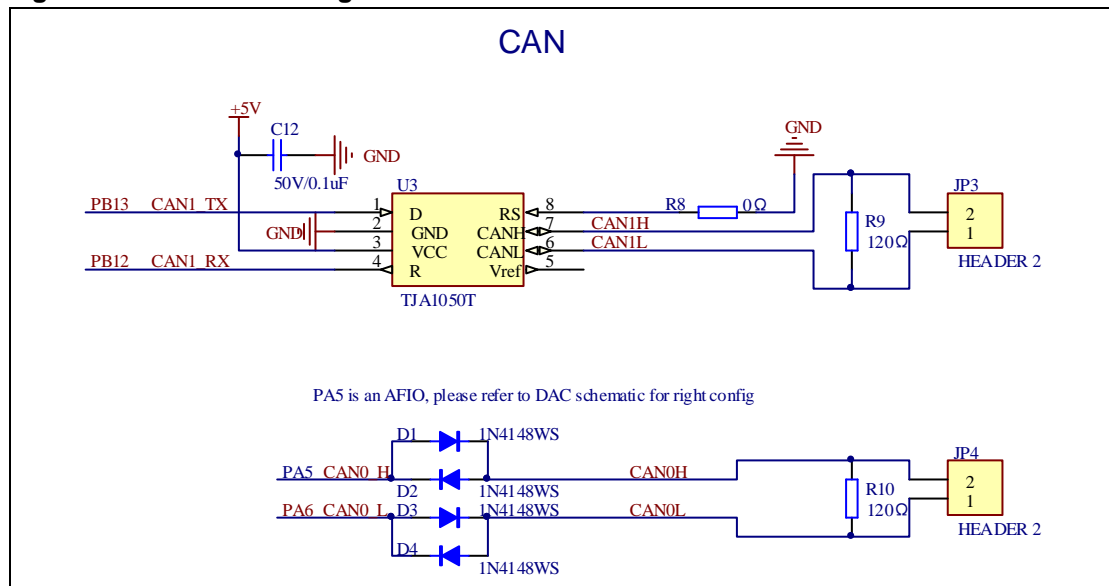 CAN
+5V
C12
GND
GND
50V/0.1uF
U3
JP3
PB13 CAN1_TX
1
D
RS
8
R8
0Ω
GND
2
GND
CANH
7
CAN1H
R9
2
3
VCC
CANL
6
CAN1L
120Ω
1
PB12 CAN1_RX
4
R
Vref
5
HEADER 2
TJA1050T
PA5 is an AFIO, please refer to DAC schematic for right config
D1
1N4148WS
JP4
PA5 CAN0_H
CAN0H
D2
1N4148WS
R10
2
PA6 CAN0_L
D3
1N4148WS
CAN0L
120Ω
1
D4
HEADER 2
1N4148WS